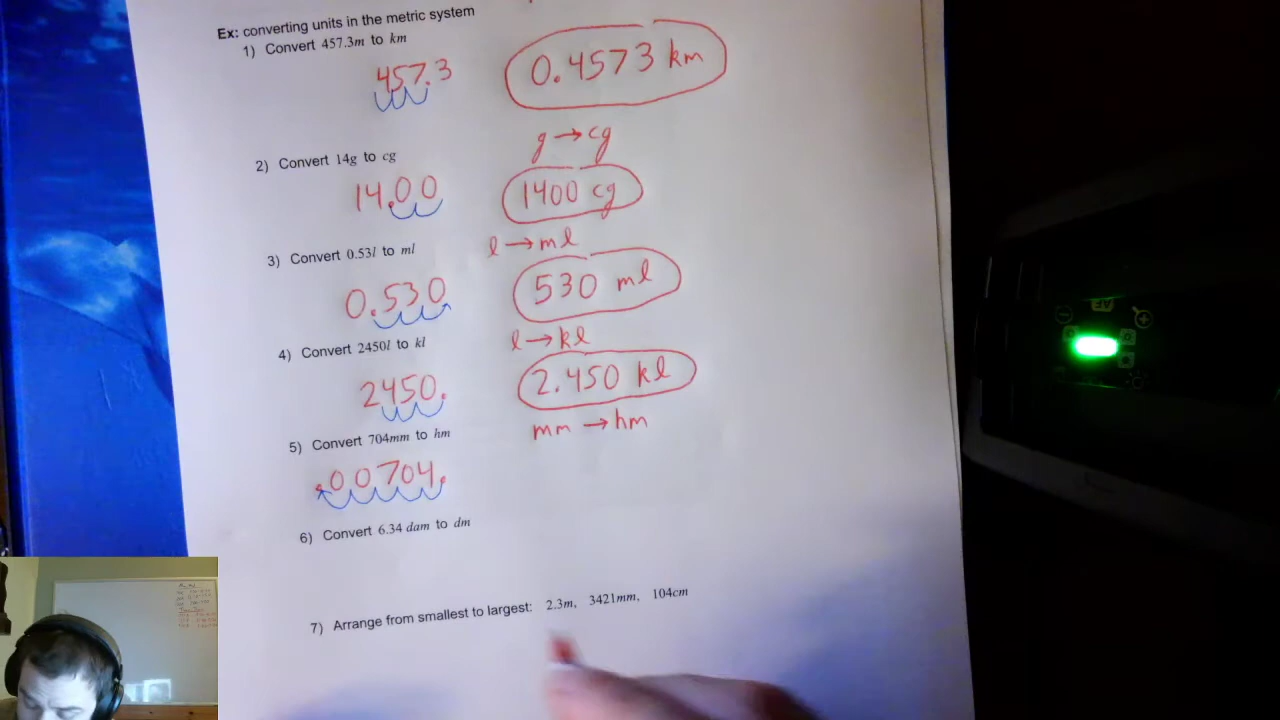 Ex: converting units in the metric system
1) Convert 457.3m to km
457.3
0.4573 km
2) Convert 14g to cg
g → cg
14.00
1400 cg
3) Convert 0.53l to ml
l → ml
0.530
530 ml
4) Convert 2450l to kl
l → kl
2450.
2.450 kl
5) Convert 704mm to hm
mm → hm
.00704.
6) Convert 6.34 dam to dm
7) Arrange from smallest to largest: 2.3m, 3421mm, 104cm
AF